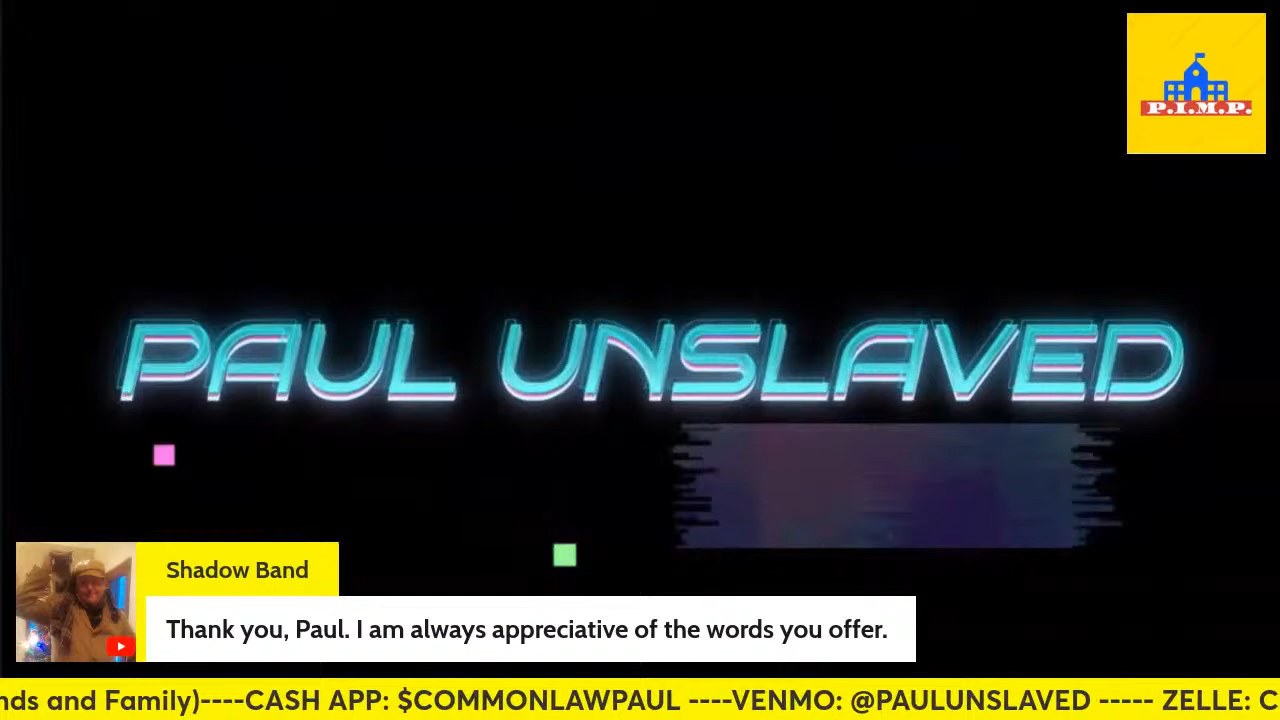 P.I.M.P.
PAUL UNSLAVED
Shadow Band
Thank you, Paul. I am always appreciative of the words you offer.
nds and Family)----CASH APP: $COMMONLAWPAUL ----VENMO: @PAULUNSLAVED ----- ZELLE: C